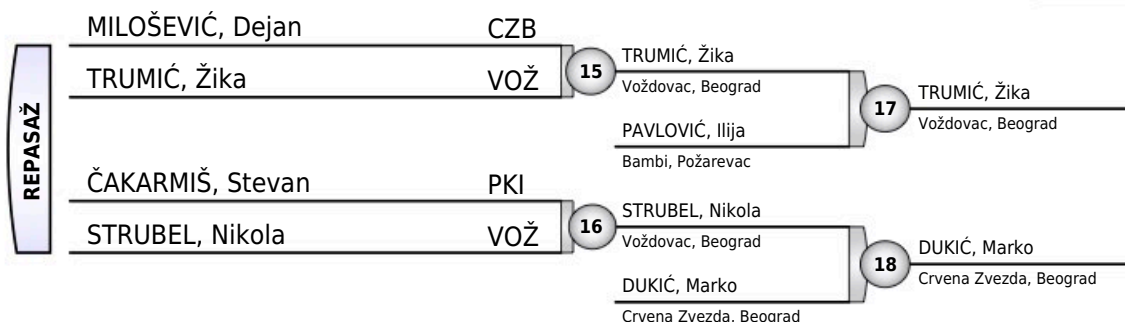 REPASAŽ
MILOŠEVIĆ, Dejan CZB
TRUMIĆ, Žika VOŽ
15
TRUMIĆ, Žika
Voždovac, Beograd
PAVLOVIĆ, Ilija
Bambi, Požarevac
17
TRUMIĆ, Žika
Voždovac, Beograd
ČAKARMIŠ, Stevan PKI
STRUBEL, Nikola VOŽ
16
STRUBEL, Nikola
Voždovac, Beograd
DUKIĆ, Marko
Crvena Zvezda, Beograd
18
DUKIĆ, Marko
Crvena Zvezda, Beograd